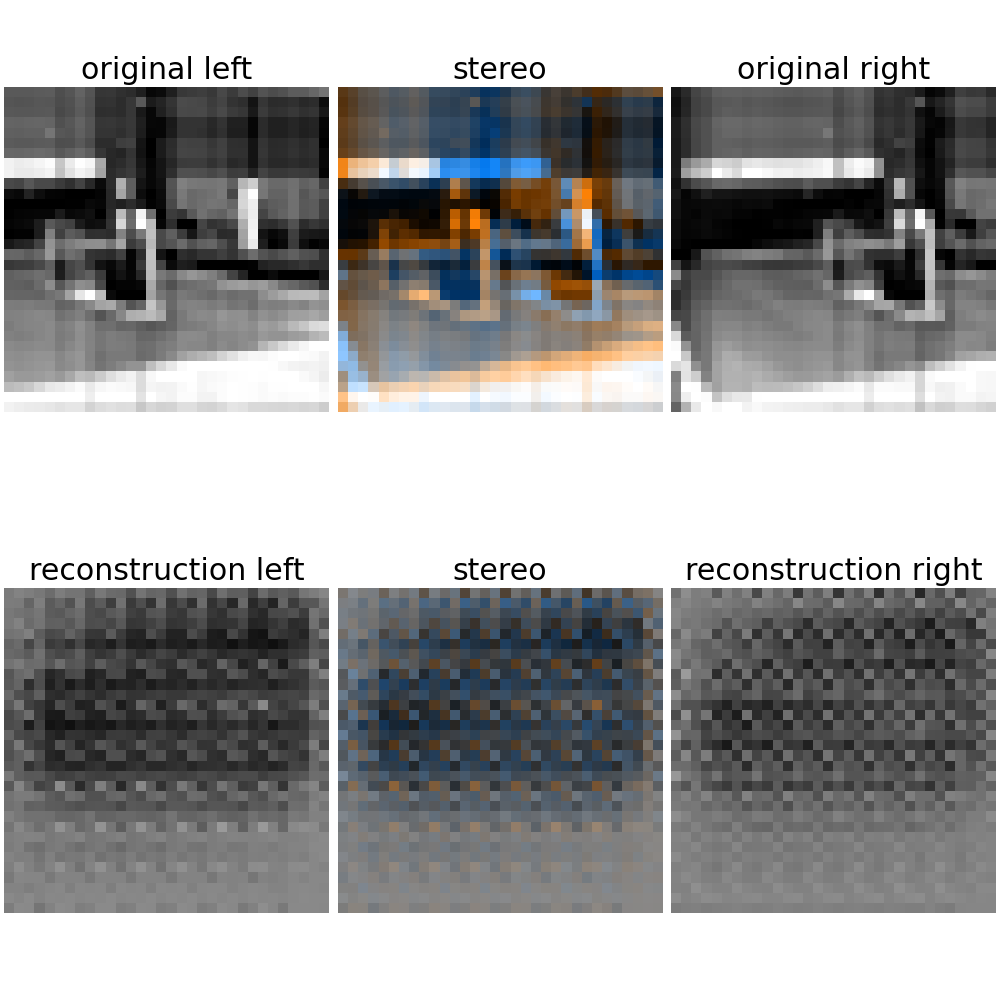 original left
stereo
original right
reconstruction left
stereo
reconstruction right